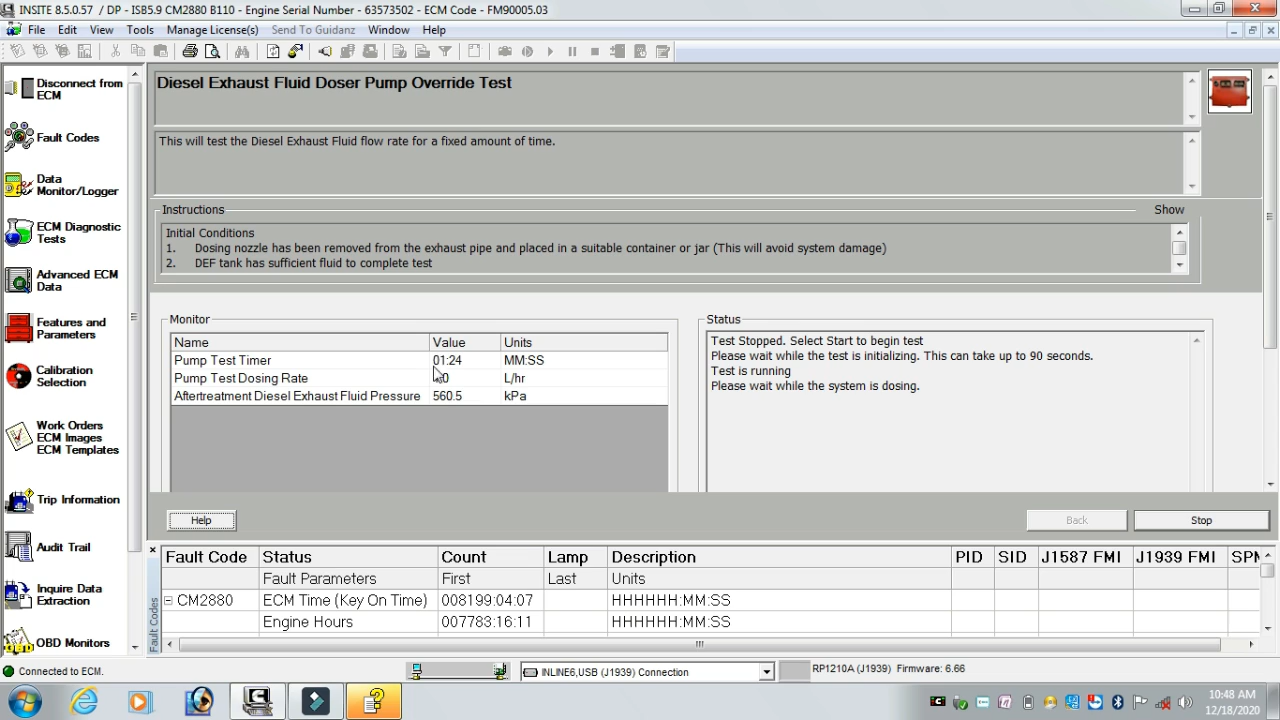 INSITE 8.5.0.57 / DP - ISB5.9 CM2880 B110 - Engine Serial Number - 63573502 - ECM Code - FM90005.03
File Edit View Tools Manage License(s) Send To Guidanz Window Help
Disconnect from
ECM
Fault Codes
Data
Monitor/Logger
ECM Diagnostic
Tests
Advanced ECM
Data
Features and
Parameters
Calibration
Selection
Work Orders
ECM Images
ECM Templates
Trip Information
Audit Trail
Inquire Data
Extraction
OBD Monitors
Diesel Exhaust Fluid Doser Pump Override Test
This will test the Diesel Exhaust Fluid flow rate for a fixed amount of time.
Instructions Show
Initial Conditions
1. Dosing nozzle has been removed from the exhaust pipe and placed in a suitable container or jar (This will avoid system damage)
2. DEF tank has sufficient fluid to complete test
Monitor
Name Value Units
Pump Test Timer 01:24 MM:SS
Pump Test Dosing Rate L/hr
Aftertreatment Diesel Exhaust Fluid Pressure 560.5 kPa
Status
Test Stopped. Select Start to begin test
Please wait while the test is initializing. This can take up to 90 seconds.
Test is running
Please wait while the system is dosing.
Help Back Stop
Fault Codes
Fault Code Status Count Lamp Description PID SID J1587 FMI J1939 FMI
Fault Parameters First Last Units
CM2880 ECM Time (Key On Time) 008199:04:07 HHHHHH:MM:SS
Engine Hours 007783:16:11 HHHHHH:MM:SS
Connected to ECM. INLINE6,USB (J1939) Connection RP1210A (J1939) Firmware: 6.66
10:48 AM
12/18/2020